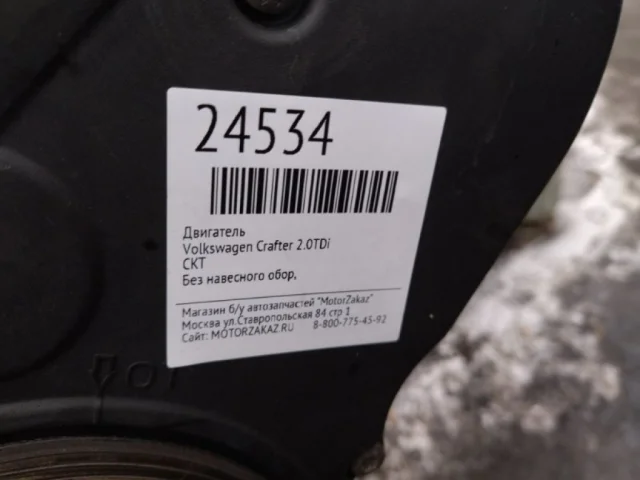 24534
Двигатель
Volkswagen Crafter 2.0TDi
CKT
Без навесного обор,
Магазин б/у автозапчастей "MotorZakaz"
Москва ул.Ставропольская 84 стр 1
Сайт: MOTORZAKAZ.RU 8-800-775-45-92